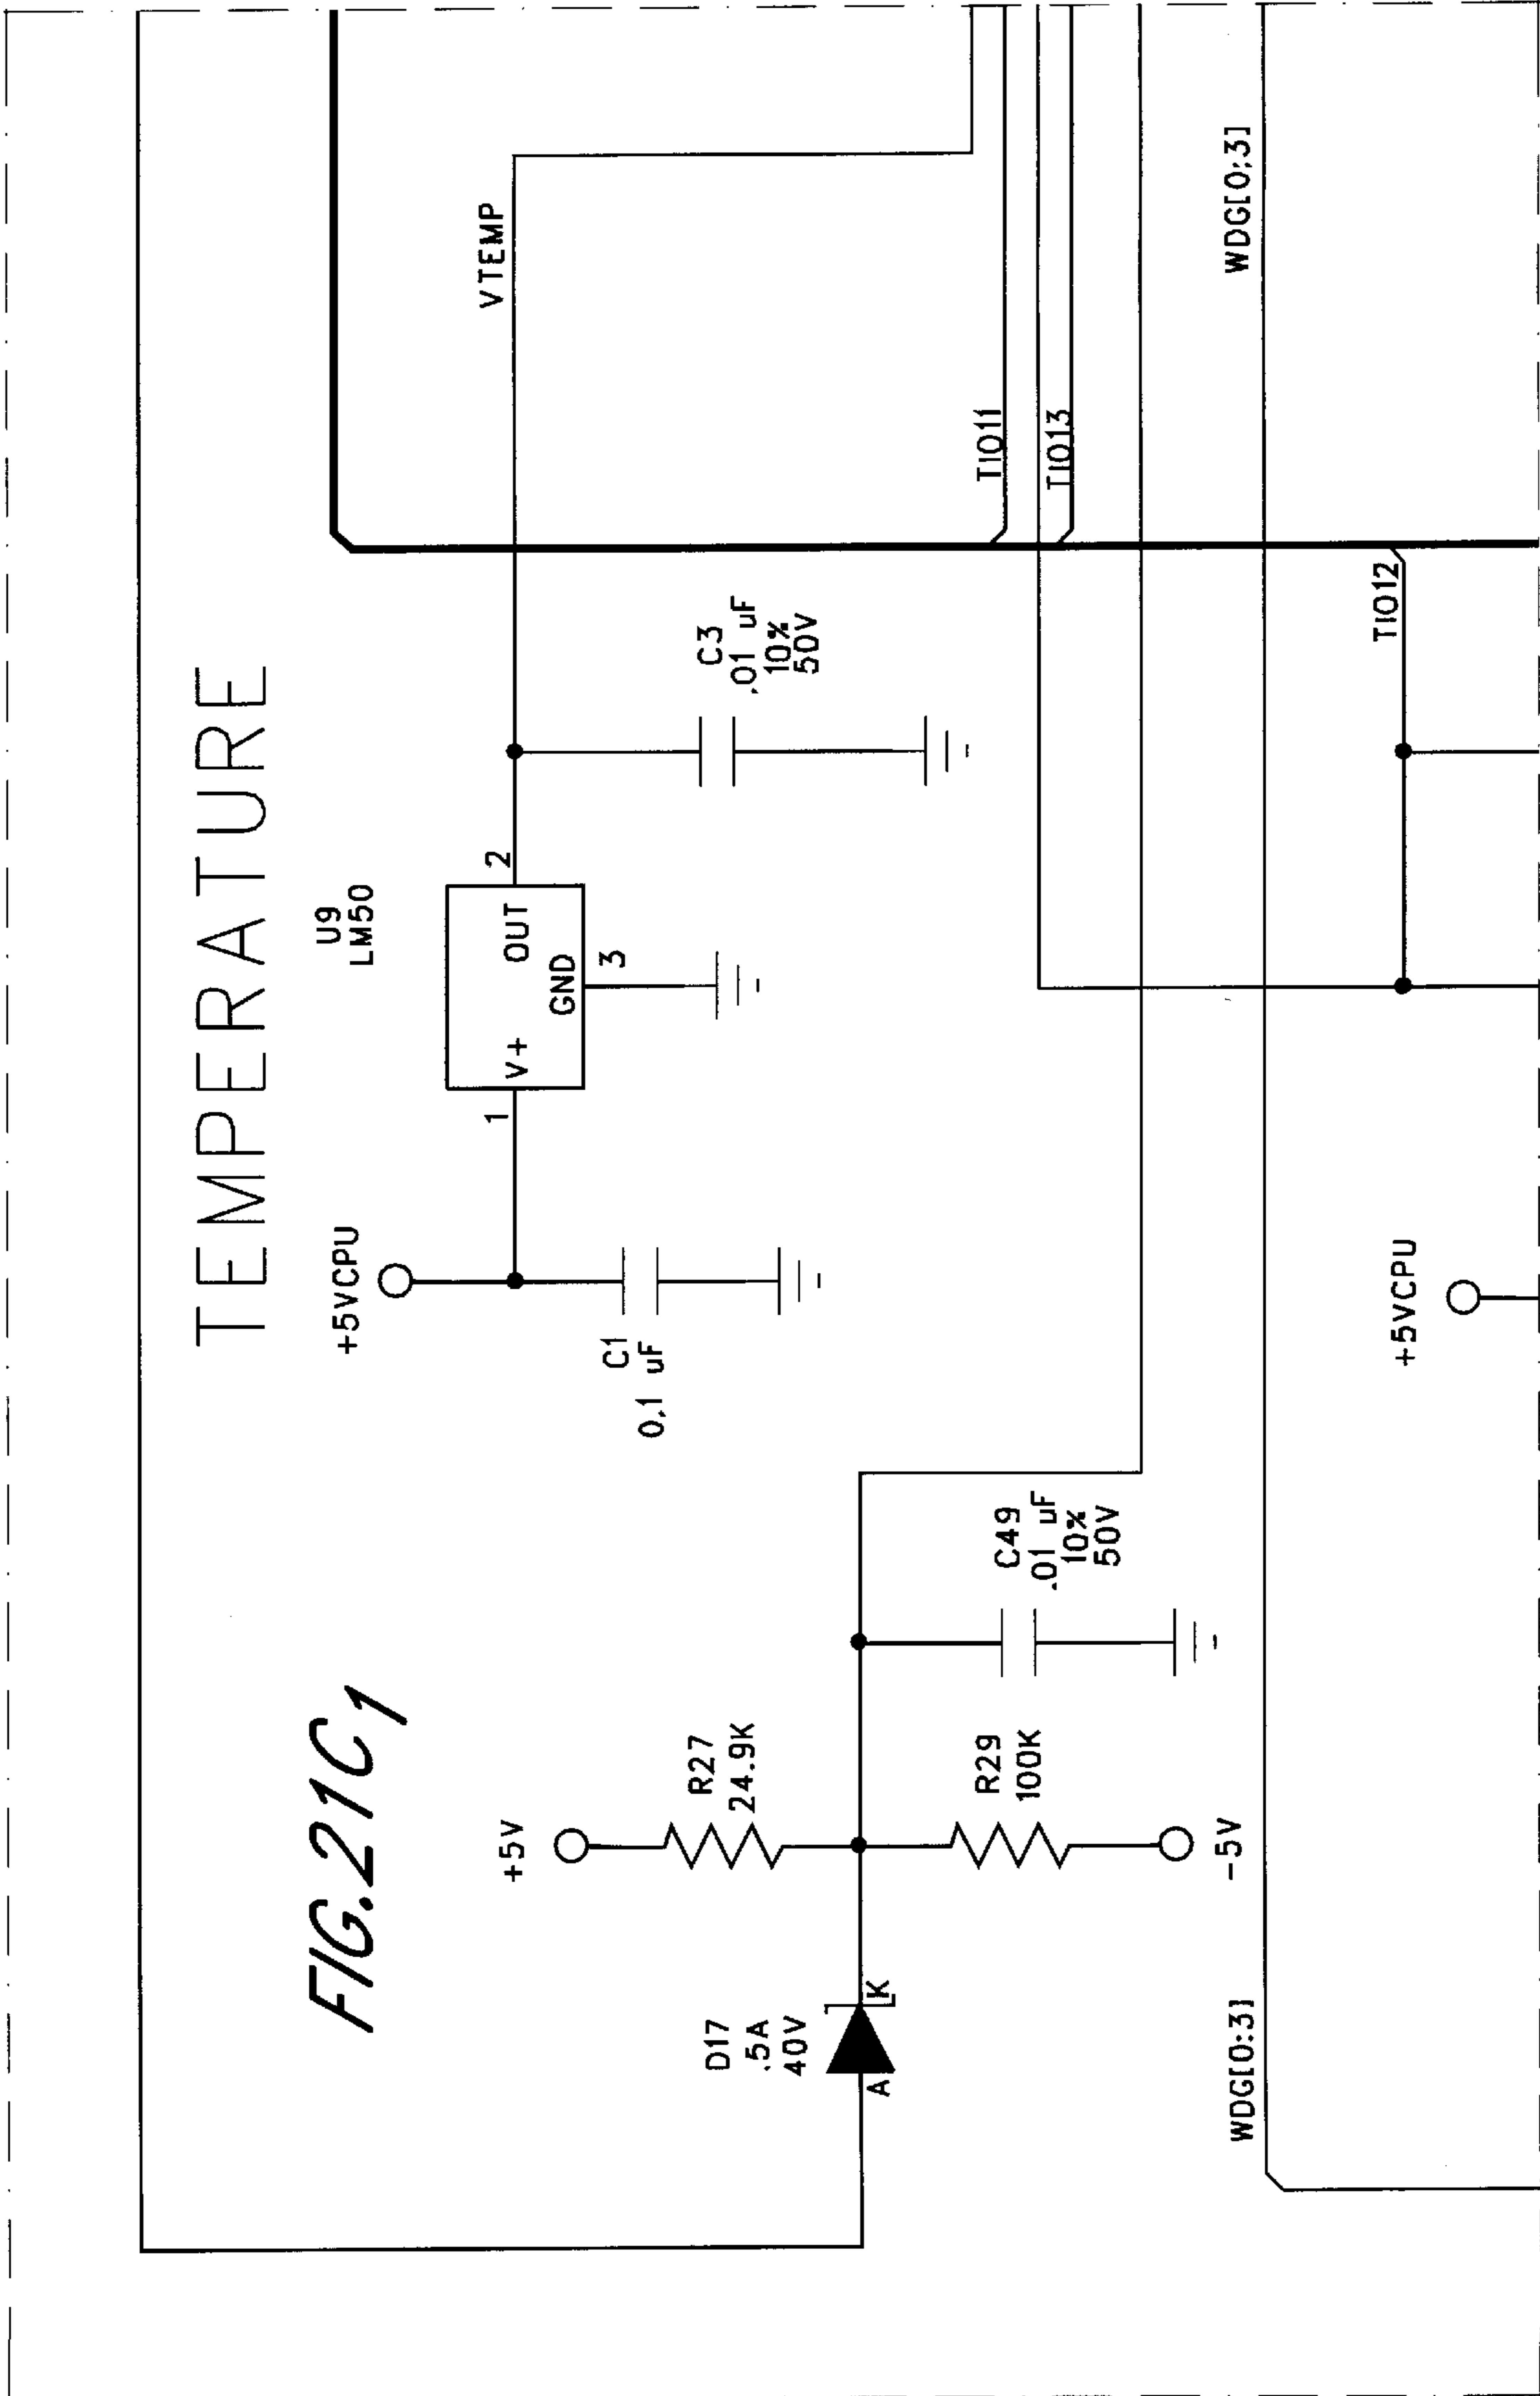 FIG.21C1
TEMPERATURE
+5VCPU
U9
LM50
1
V+
OUT
GND
2
3
C1
0.1 uF
C3
.01 uF
10%
50V
VTEMP
+5V
R27
24.9K
D17
.5A
40V
A
K
R29
100K
-5V
C49
.01 uF
10%
50V
TIO11
TIO13
WDG[0:3]
WDG[0:3]
+5VCPU
TIO12